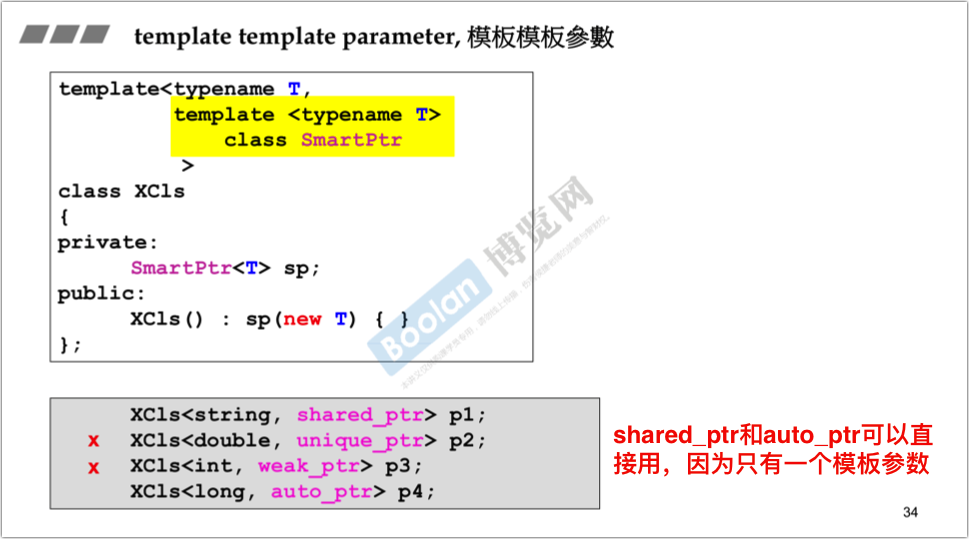 template template parameter, 模板模板參數
template<typename T,
template <typename T>
class SmartPtr
>
class XCls
{
private:
SmartPtr<T> sp;
public:
XCls() : sp(new T) { }
};
Boolan 博览网
XCls<string, shared_ptr> p1;
x XCls<double, unique_ptr> p2;
x XCls<int, weak_ptr> p3;
XCls<long, auto_ptr> p4;
shared_ptr和auto_ptr可以直
接用，因为只有一个模板参数
34